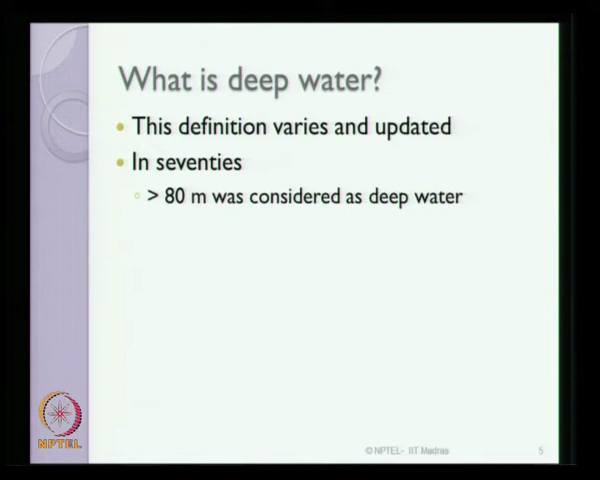 What is deep water?
This definition varies and updated
In seventies
> 80 m was considered as deep water
NPTEL
© NPTEL- IIT Madras
5